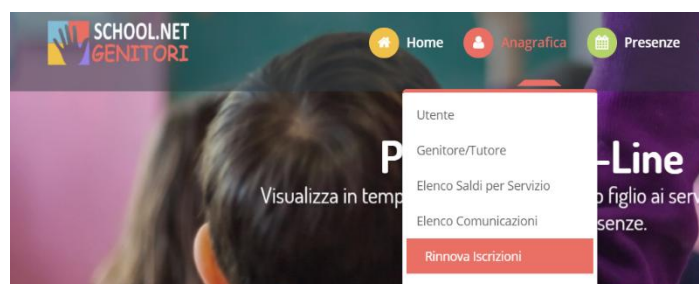 SCHOOL.NET
GENITORI
Home
Anagrafica
Presenze
Utente
Genitore/Tutore
Elenco Saldi per Servizio
Elenco Comunicazioni
Rinnova Iscrizioni
P
-Line
Visualizza in temp
figlio ai
senze.